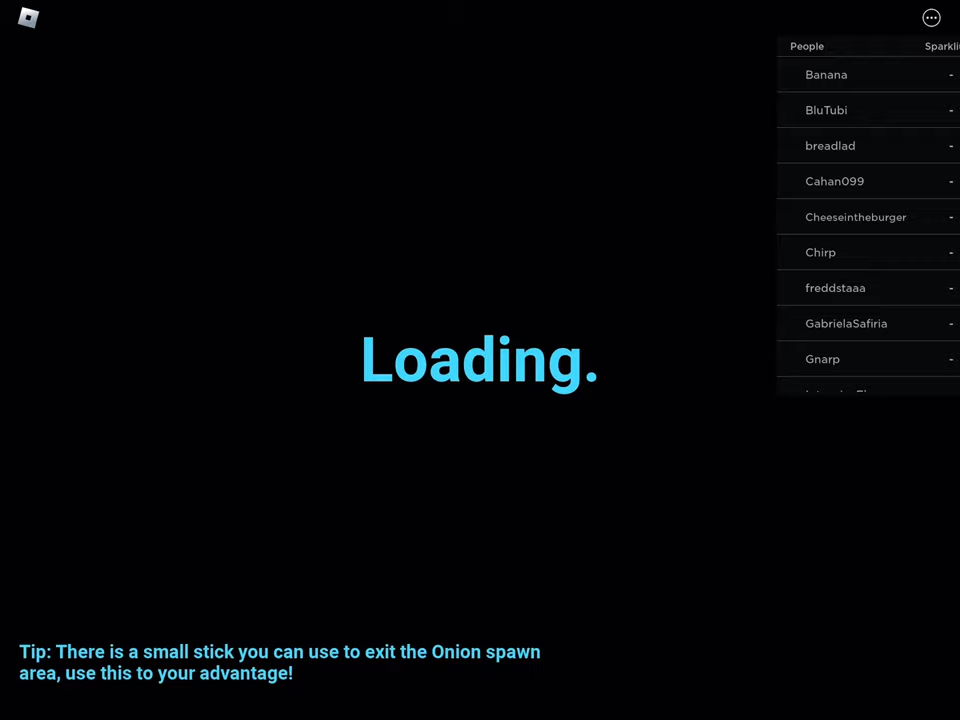 People Sparkli
Banana -
BluTubi -
breadlad -
Cahan099 -
Cheeseintheburger -
Chirp -
freddstaaa -
GabrielaSafiria -
Gnarp -
Loading.
Tip: There is a small stick you can use to exit the Onion spawn
area, use this to your advantage!